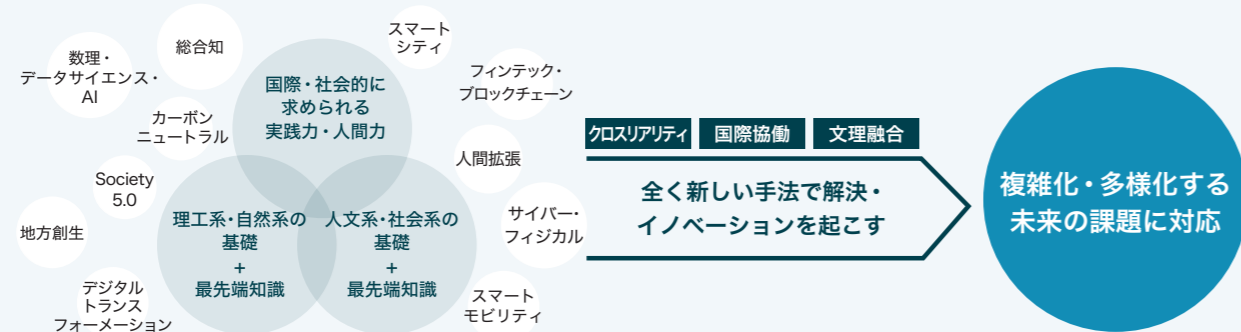 総合知
数理・
データサイエンス・
AI
カーボン
ニュートラル
Society
5.0
地方創生
デジタル
トランス
フォーメーション
国際・社会的に
求められる
実践力・人間力
理工系・自然系の
基礎
+
最先端知識
人文系・社会系の
基礎
+
最先端知識
スマート
シティ
フィンテック・
ブロックチェーン
人間拡張
サイバー・
フィジカル
スマート
モビリティ
クロスリアリティ
国際協働
文理融合
全く新しい手法で解決・
イノベーションを起こす
複雑化・多様化する
未来の課題に対応